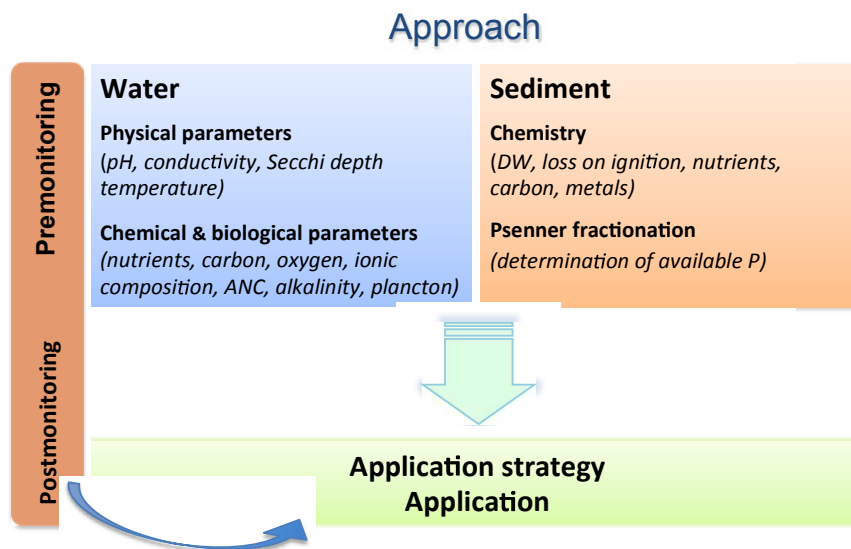 Approach
Premonitoring
Postmonitoring
Water
Physical parameters
(pH, conductivity, Secchi depth
temperature)
Chemical & biological parameters
(nutrients, carbon, oxygen, ionic
composition, ANC, alkalinity, plancton)
Sediment
Chemistry
(DW, loss on ignition, nutrients,
carbon, metals)
Psenner fractionation
(determination of available P)
Application strategy
Application